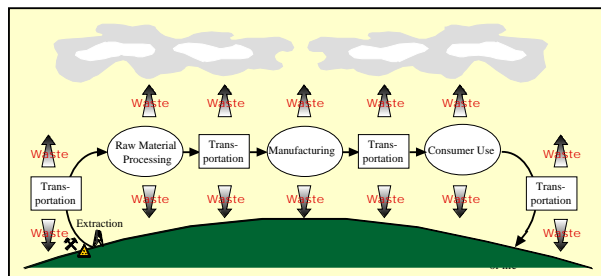 Waste Waste Waste Waste Waste
Waste Waste
Raw Material
Processing
Trans-
portation
Manufacturing
Trans-
portation
Consumer Use
Trans-
portation
Trans-
portation
Waste Waste Waste Waste Waste
Waste Waste
Extraction